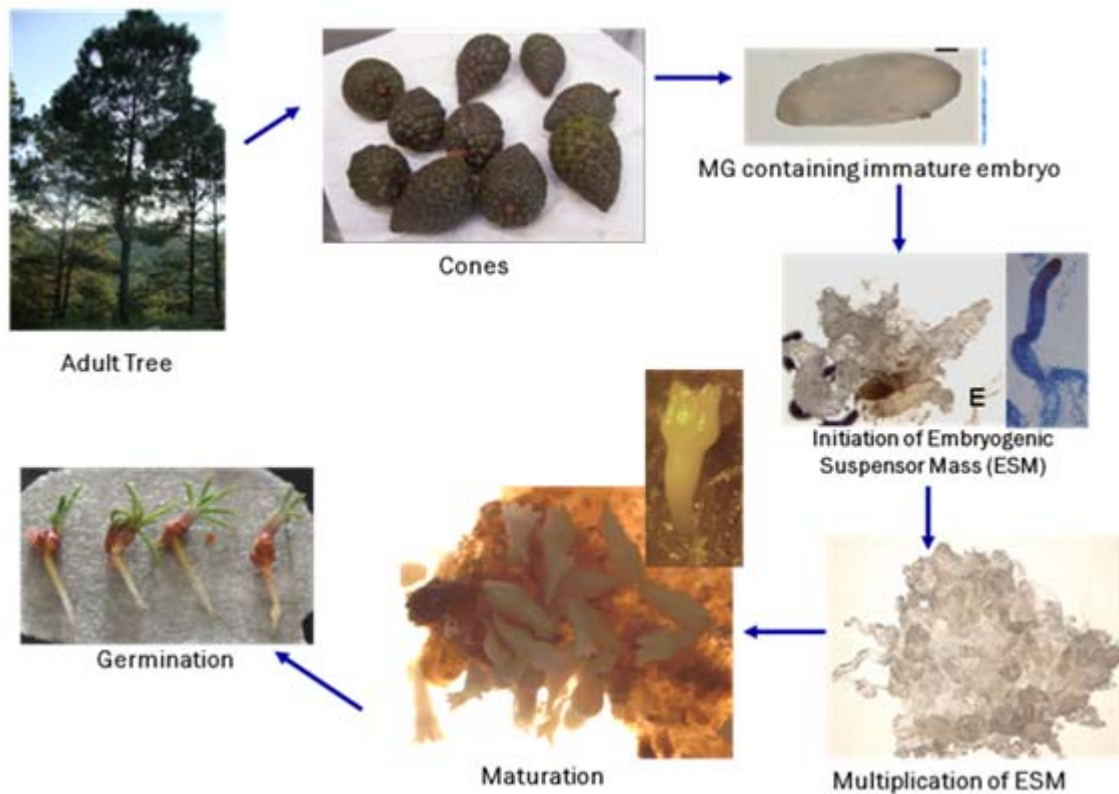 Adult Tree
Cones
MG containing immature embryo
E
Initiation of Embryogenic
Suspensor Mass (ESM)
Multiplication of ESM
Maturation
Germination